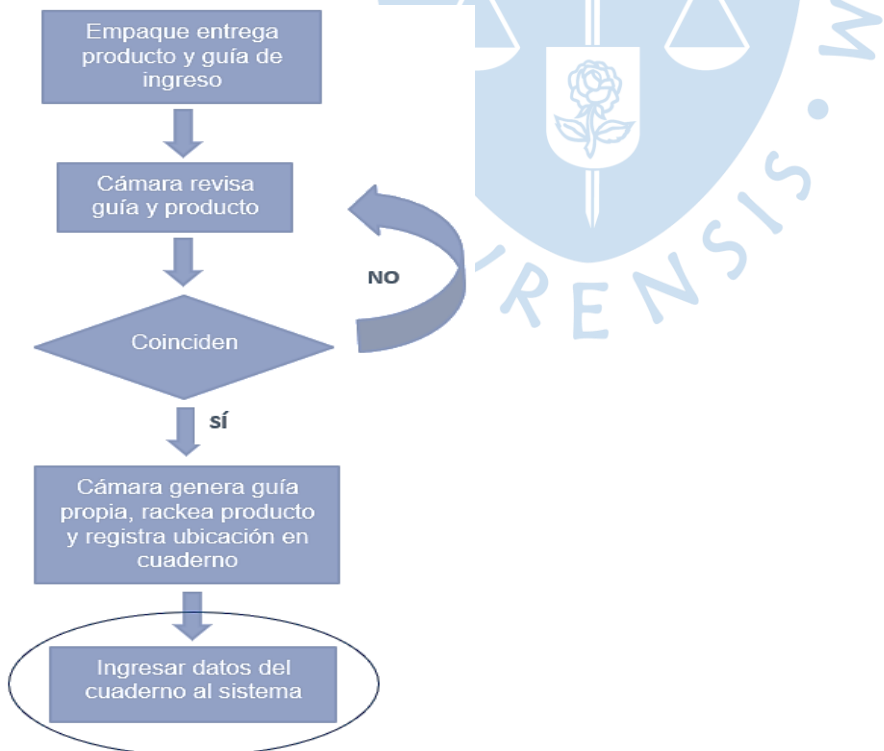 Empaque entrega
producto y guía de
ingreso
Cámara revisa
guía y producto
NO
Coinciden
SÍ
Cámara genera guía
propia, rackea producto
y registra ubicación en
cuaderno
Ingresar datos del
cuaderno al sistema
RENSIS •